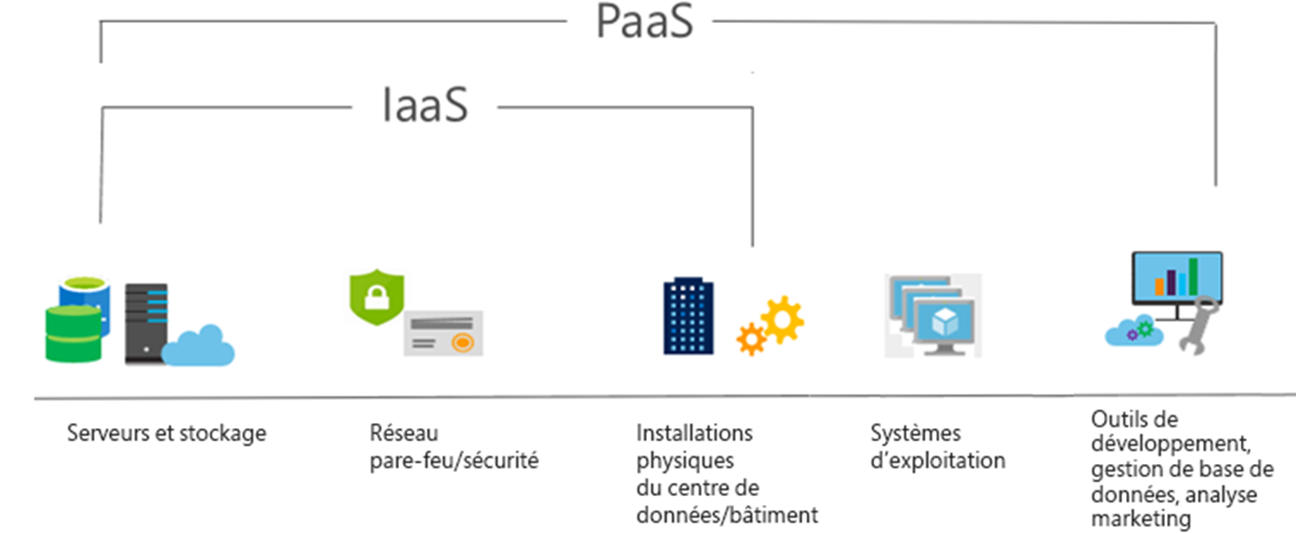 PaaS
IaaS
Serveurs et stockage
Réseau
pare-feu/sécurité
Installations
physiques
du centre de
données/bâtiment
Systèmes
d'exploitation
Outils de
développement,
gestion de base de
données, analyse
marketing